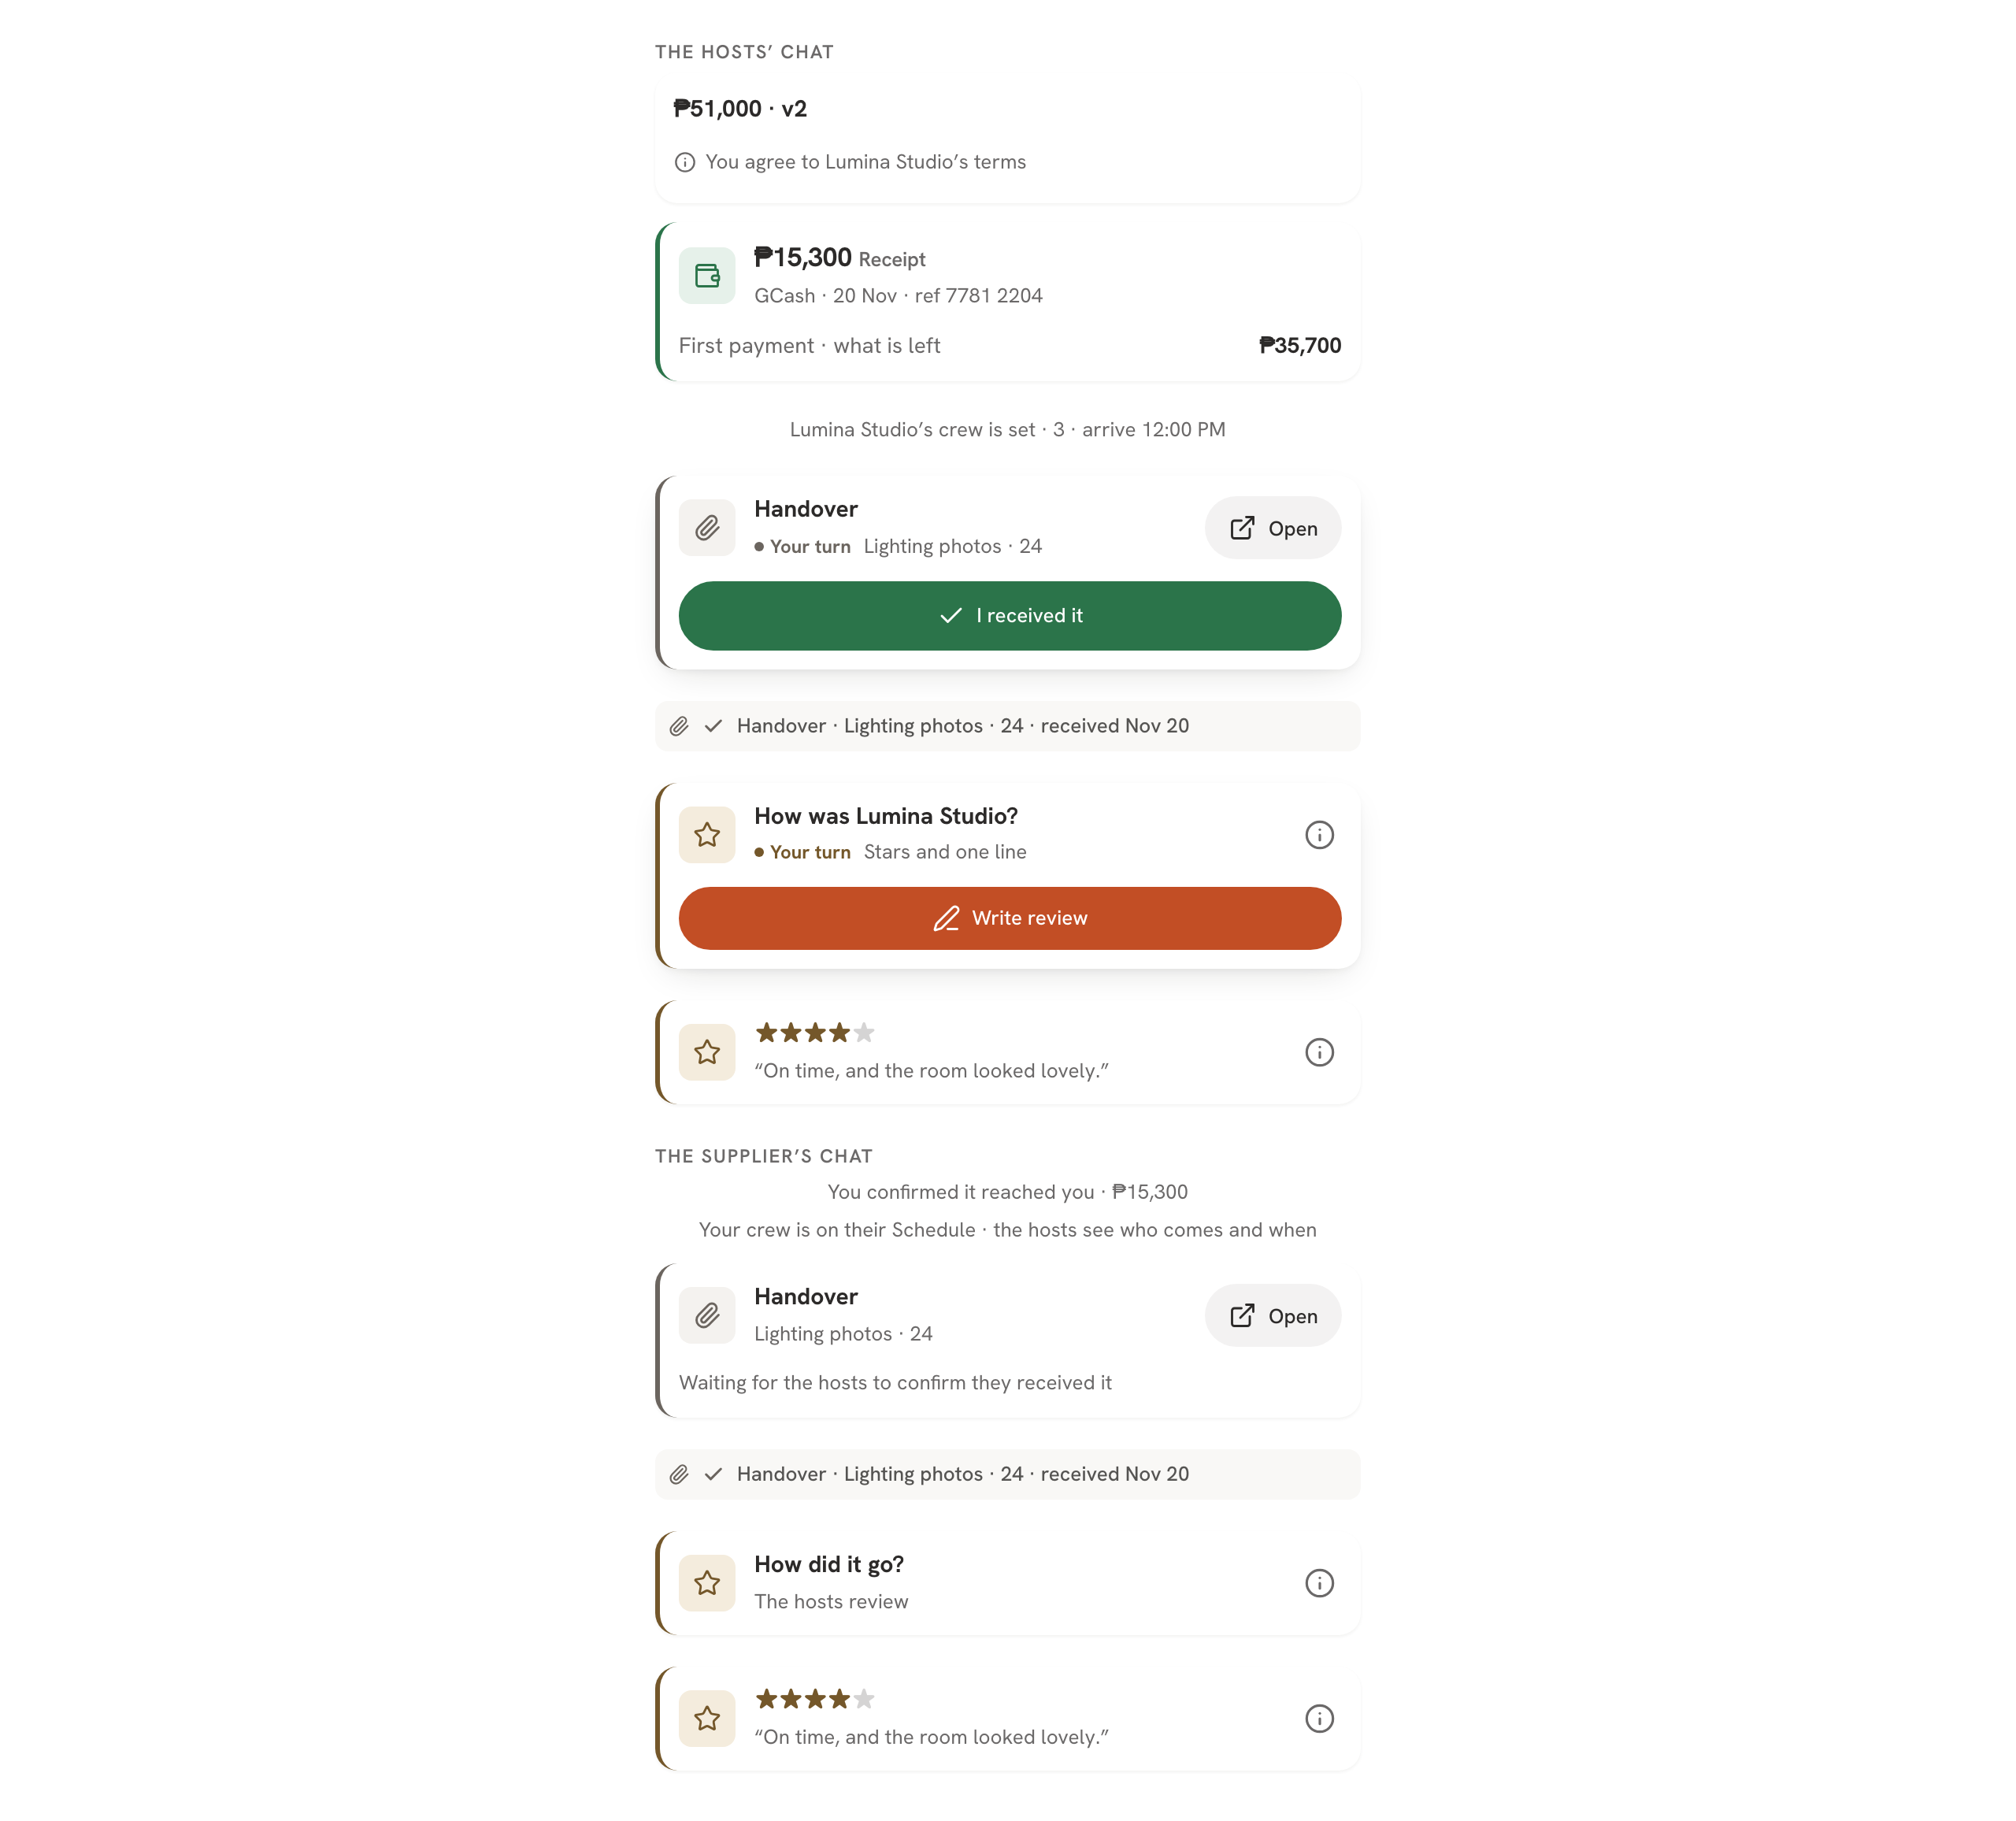 THE HOSTS’ CHAT
₱51,000 · v2
You agree to Lumina Studio’s terms
₱15,300 Receipt
GCash · 20 Nov · ref 7781 2204
First payment · what is left ₱35,700
Lumina Studio’s crew is set · 3 · arrive 12:00 PM
Handover
Your turn Lighting photos · 24
Open
I received it
Handover · Lighting photos · 24 · received Nov 20
How was Lumina Studio?
Your turn Stars and one line
Write review
“On time, and the room looked lovely.”
THE SUPPLIER’S CHAT
You confirmed it reached you · ₱15,300
Your crew is on their Schedule · the hosts see who comes and when
Handover
Lighting photos · 24
Open
Waiting for the hosts to confirm they received it
Handover · Lighting photos · 24 · received Nov 20
How did it go?
The hosts review
“On time, and the room looked lovely.”